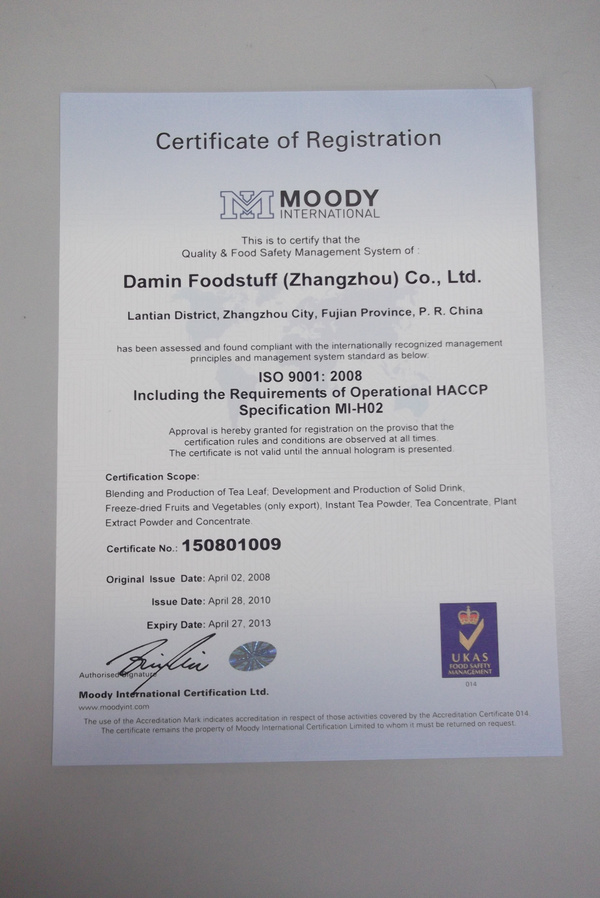 Certificate of Registration
MOODY
INTERNATIONAL
This is to certify that the
Quality & Food Safety Management System of :
Damin Foodstuff (Zhangzhou) Co., Ltd.
Lantian District, Zhangzhou City, Fujian Province, P. R. China
has been assessed and found compliant with the internationally recognized management
principles and management system standard as below:
ISO 9001: 2008
Including the Requirements of Operational HACCP
Specification MI-H02
Approval is hereby granted for registration on the proviso that the
certification rules and conditions are observed at all times.
The certificate is not valid until the annual hologram is presented.
Certification Scope:
Blending and Production of Tea Leaf; Development and Production of Solid Drink,
Freeze-dried Fruits and Vegetables (only export), Instant Tea Powder, Tea Concentrate, Plant
Extract Powder and Concentrate.
Certificate No.: 150801009
Original Issue Date: April 02, 2008
Issue Date: April 28, 2010
Expiry Date: April 27, 2013
Authorised Signature
Moody International Certification Ltd.
www.moodyint.com
UKAS
FOOD SAFETY
MANAGEMENT
014
The use of the Accreditation Mark indicates accreditation in respect of those activities covered by the Accreditation Certificate 014
The certificate remains the property of Moody International Certification Limited to whom it must be returned on request.